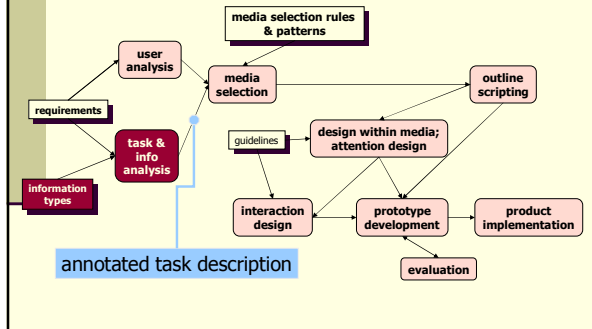 media selection rules
& patterns
user
analysis
media
selection
outline
scripting
requirements
guidelines
design within media;
attention design
task &
info
analysis
information
types
interaction
design
prototype
development
product
implementation
annotated task description
evaluation